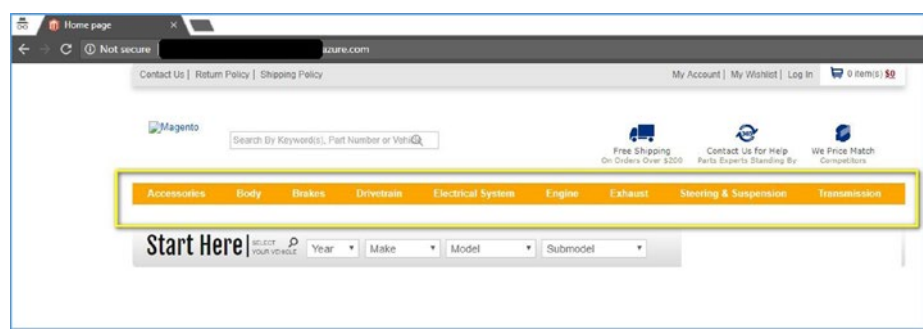 Home page
Not secure
azure.com
Contact Us | Return Policy | Shipping Policy
My Account | My Wishlist | Log In
0 item(s) $0
Magento
Search By Keyword(s), Part Number or Vehi
Free Shipping
On Orders Over $200
Contact Us for Help
Parts Experts Standing By
We Price Match
Competitors
Accessories Body Brakes Drivetrain Electrical System Engine Exhaust Steering & Suspension Transmission
Start Here
SELECT
YOUR VEHICLE
Year Make Model Submodel